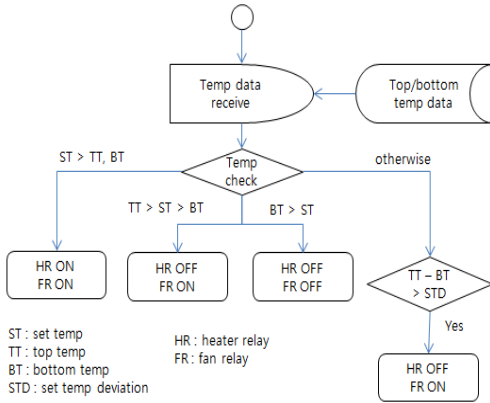 Temp data
receive
Top/bottom
temp data
ST > TT, BT
Temp
check
otherwise
TT > ST > BT
BT > ST
HR ON
FR ON
HR OFF
FR ON
HR OFF
FR OFF
TT – BT
> STD
Yes
HR OFF
FR ON
ST : set temp
TT : top temp
BT : bottom temp
STD : set temp deviation
HR : heater relay
FR : fan relay